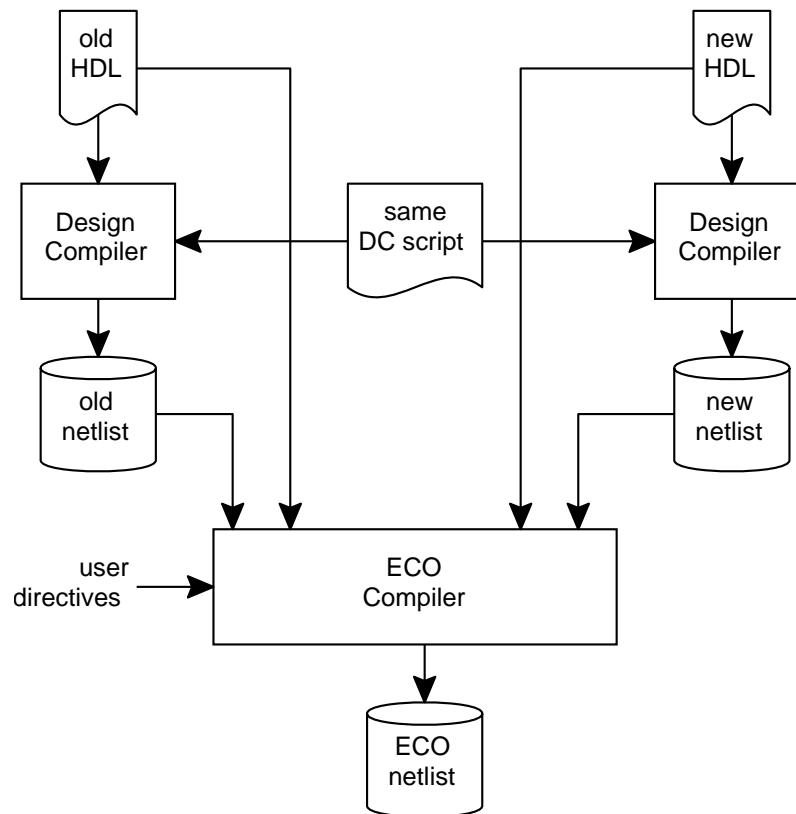 old
HDL
new
HDL
Design
Compiler
same
DC script
Design
Compiler
old
netlist
new
netlist
user
directives
ECO
Compiler
ECO
netlist